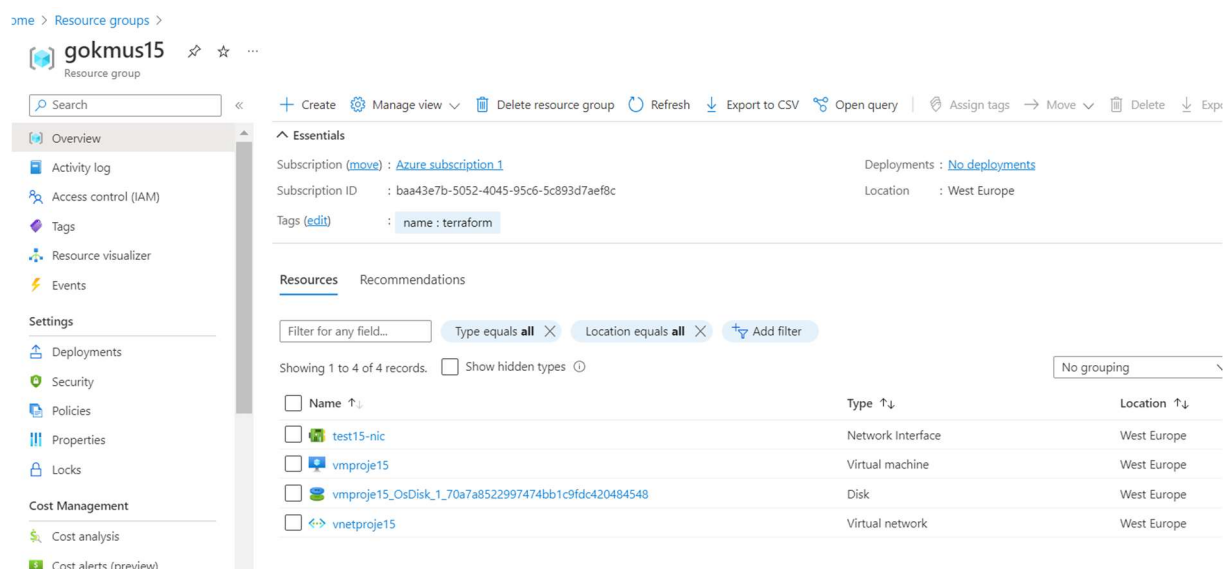 ome > Resource groups >
gokmus15
Resource group
Search
Overview
Activity log
Access control (IAM)
Tags
Resource visualizer
Events
Settings
Deployments
Security
Policies
Properties
Locks
Cost Management
Cost analysis
Cost alerts (preview)
Create Manage view Delete resource group Refresh Export to CSV Open query Assign tags Move Delete Expo
Essentials
Subscription (move) : Azure subscription 1 Deployments : No deployments
Subscription ID : baa43e7b-5052-4045-95c6-5c893d7aef8c Location : West Europe
Tags (edit) : name : terraform
Resources Recommendations
Filter for any field... Type equals all Location equals all Add filter
Showing 1 to 4 of 4 records. Show hidden types No grouping
Name Type Location
test15-nic Network Interface West Europe
vmproje15 Virtual machine West Europe
vmproje15_OsDisk_1_70a7a8522997474bb1c9fdc420484548 Disk West Europe
vnetproje15 Virtual network West Europe